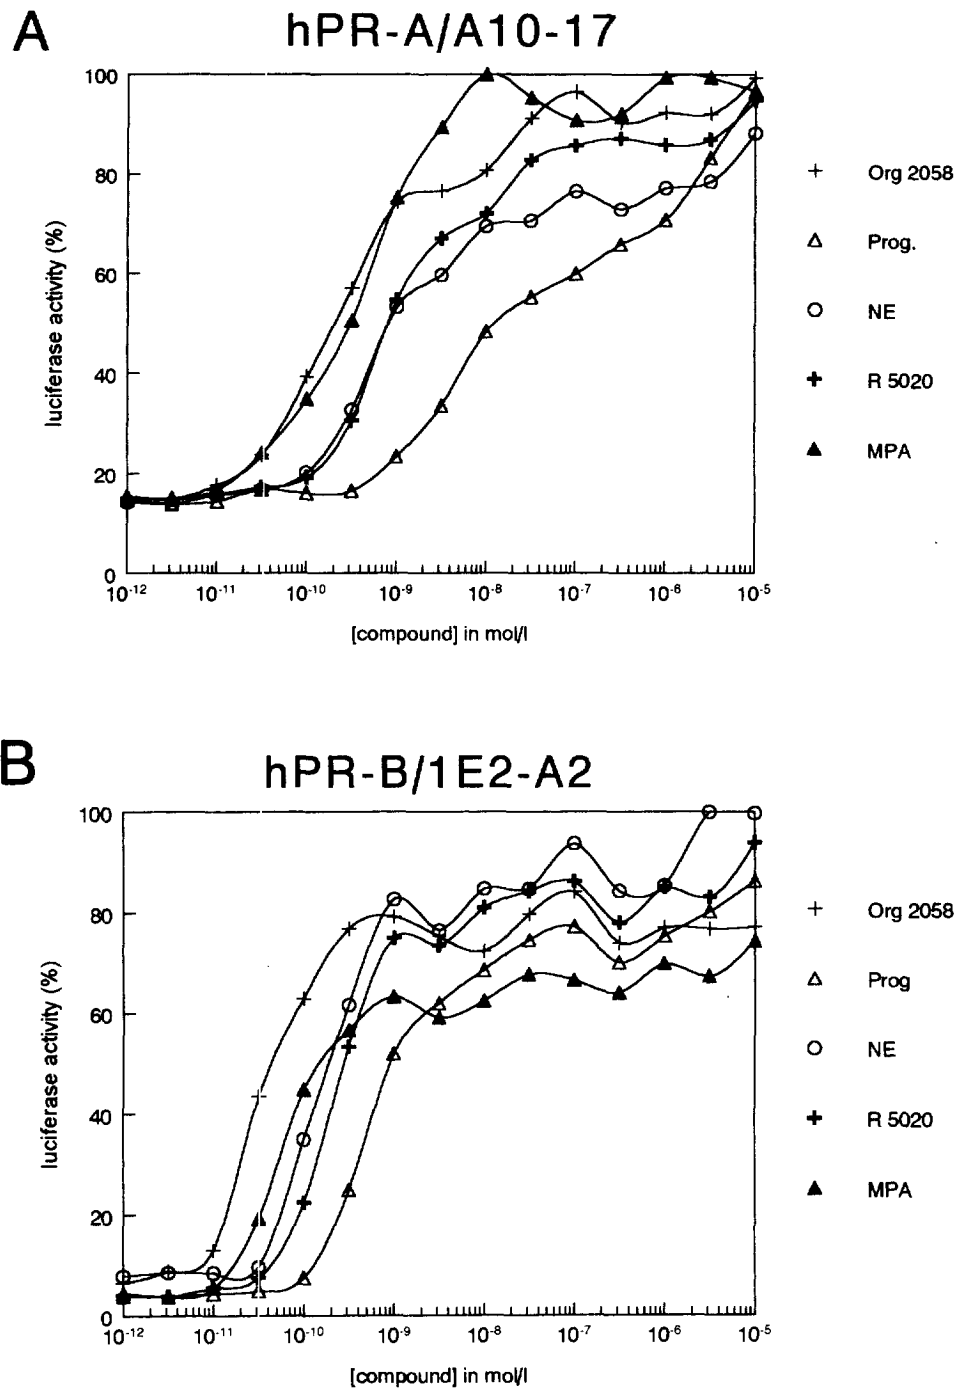 A
hPR-A/A10-17
100
80
60
40
20
0
luciferase activity (%)
10-12 10-11 10-10 10-9 10-8 10-7 10-6 10-5
[compound] in mol/l
Org 2058
Prog.
NE
R 5020
MPA
B
hPR-B/1E2-A2
100
80
60
40
20
0
luciferase activity (%)
10-12 10-11 10-10 10-9 10-8 10-7 10-6 10-5
[compound] in mol/l
Org 2058
Prog
NE
R 5020
MPA